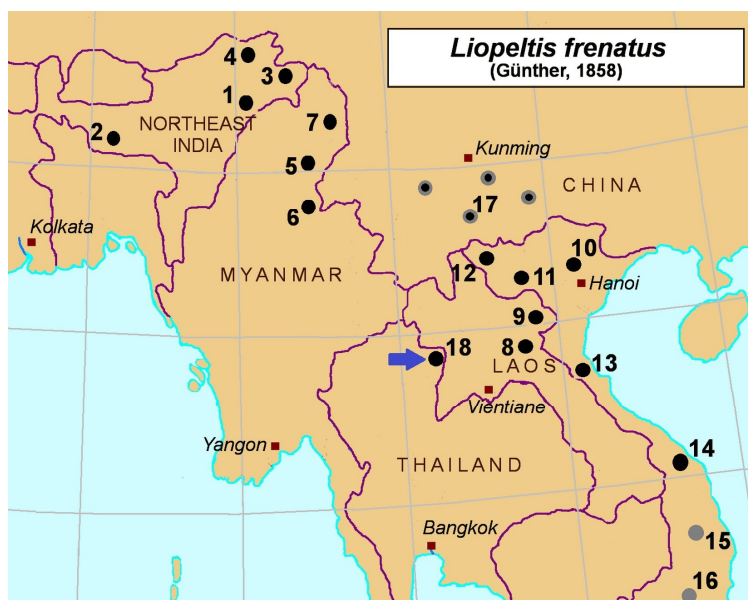 Liopeltis frenatus
(Günther, 1858)
4
3
1
7
2
NORTHEAST
INDIA
5
Kunming
CHINA
6
17
Kolkata
MYANMAR
12
11
10
Hanoi
9
18
8
LAOS
13
Vientiane
Yangon
THAILAND
14
Bangkok
15
16